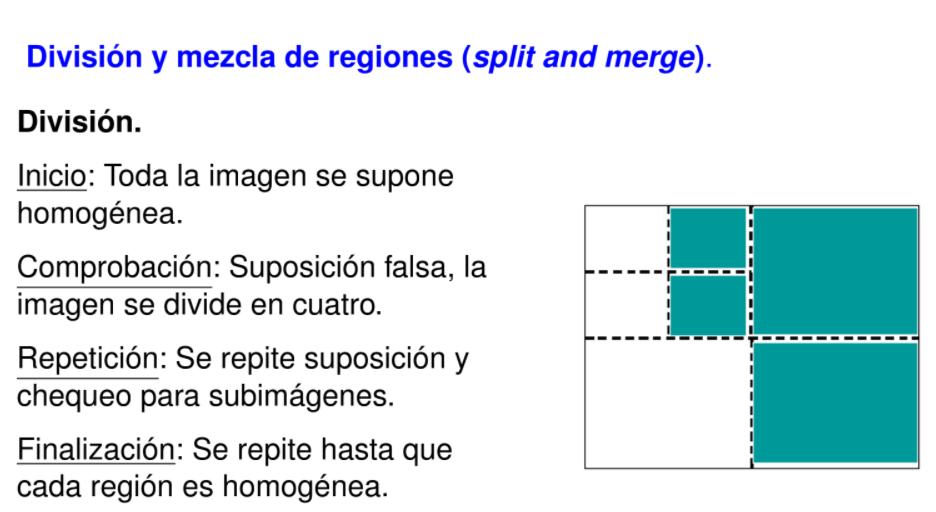 División y mezcla de regiones (split and merge).
División.
Inicio: Toda la imagen se supone
homogénea.
Comprobación: Suposición falsa, la
imagen se divide en cuatro.
Repetición: Se repite suposición y
chequeo para subimágenes.
Finalización: Se repite hasta que
cada región es homogénea.